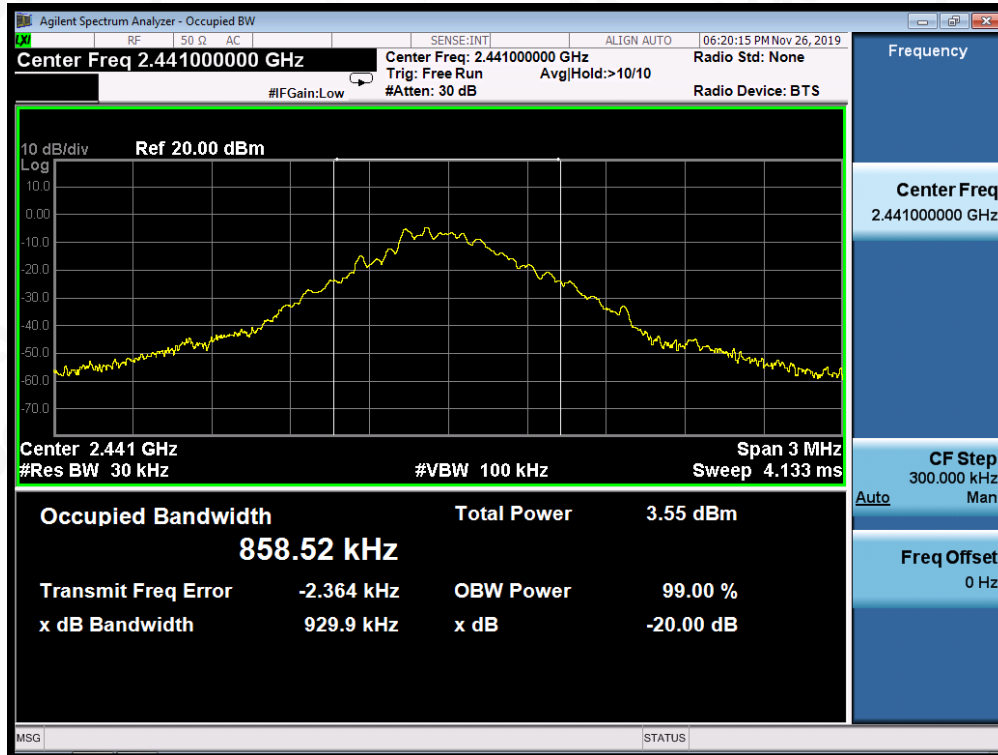 Agilent Spectrum Analyzer - Occupied BW
LXI RF 50 Ω AC SENSE:INT ALIGN AUTO 06:20:15 PM Nov 26, 2019
Center Freq 2.441000000 GHz
Center Freq: 2.441000000 GHz Radio Std: None
Trig: Free Run Avg|Hold:>10/10
#IFGain:Low #Atten: 30 dB Radio Device: BTS
Frequency
10 dB/div Ref 20.00 dBm
Log
10.0
0.00
-10.0
-20.0
-30.0
-40.0
-50.0
-60.0
-70.0
Center 2.441 GHz Span 3 MHz
#Res BW 30 kHz #VBW 100 kHz Sweep 4.133 ms
Occupied Bandwidth Total Power 3.55 dBm
858.52 kHz
Transmit Freq Error -2.364 kHz OBW Power 99.00 %
x dB Bandwidth 929.9 kHz x dB -20.00 dB
Center Freq
2.441000000 GHz
CF Step
300.000 kHz
Auto Man
Freq Offset
0 Hz
MSG STATUS